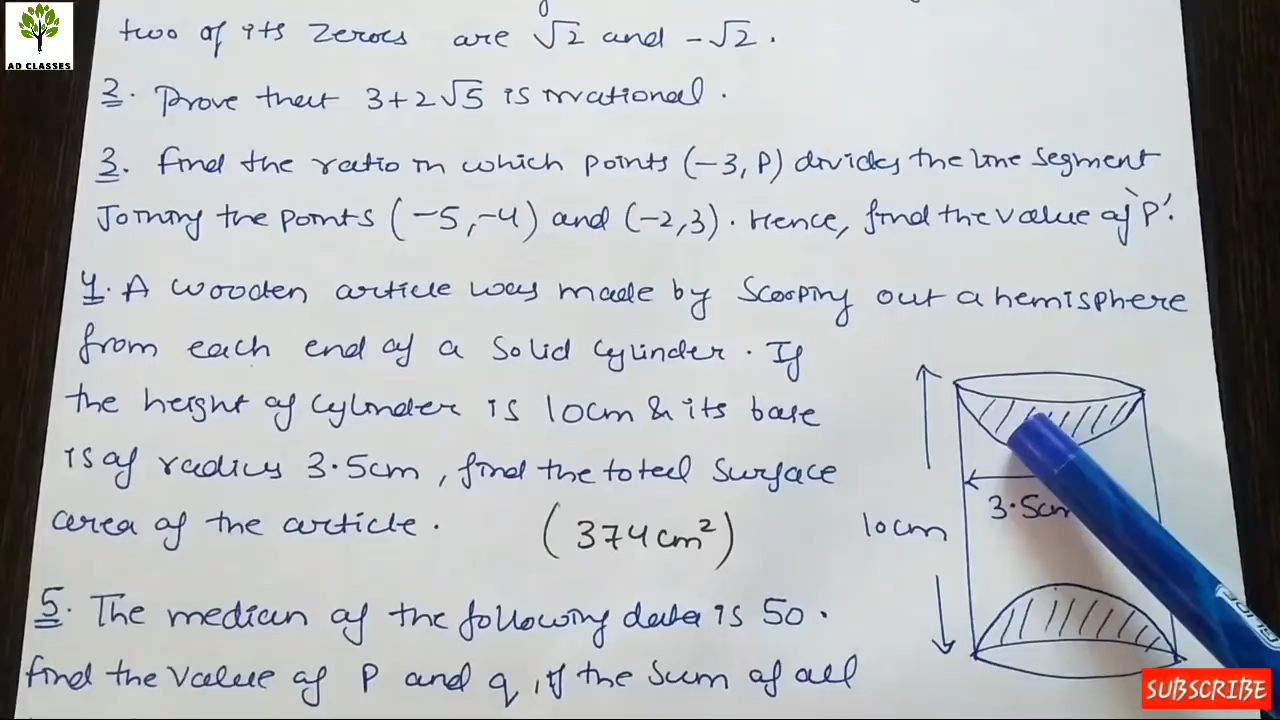 AD CLASSES
two of its zeroes are √2 and -√2.
2. Prove that 3+2√5 is irrational.
3. Find the ratio in which points (-3, P) divides the line segment
Joining the points (-5,-4) and (-2,3). Hence, find the value of 'P'.
4. A wooden article was made by Scooping out a hemisphere
from each end of a Solid Cylinder. If
the height of Cylinder is 10cm & its base
is of radius 3.5cm, find the total Surface
area of the article. (374cm²)
3.5cm
10cm
5. The median of the following data is 50.
find the value of P and q, if the Sum of all
SUBSCRIBE